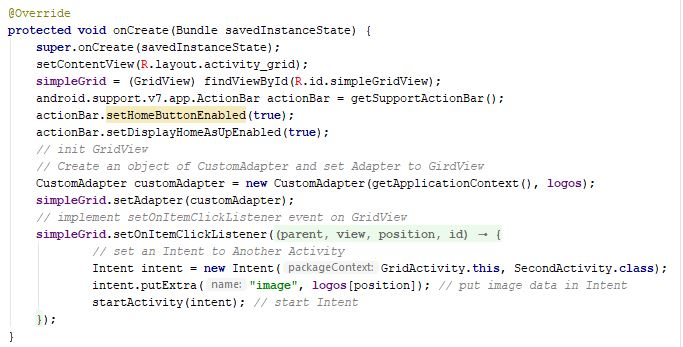 @Override
protected void onCreate(Bundle savedInstanceState) {
super.onCreate(savedInstanceState);
setContentView(R.layout.activity_grid);
simpleGrid = (GridView) findViewById(R.id.simpleGridView);
android.support.v7.app.ActionBar actionBar = getSupportActionBar();
actionBar.setHomeButtonEnabled(true);
actionBar.setDisplayHomeAsUpEnabled(true);
// init GridView
// Create an object of CustomAdapter and set Adapter to GirdView
CustomAdapter customAdapter = new CustomAdapter(getApplicationContext(), logos);
simpleGrid.setAdapter(customAdapter);
// implement setOnItemClickListener event on GridView
simpleGrid.setOnItemClickListener((parent, view, position, id) → {
// set an Intent to Another Activity
Intent intent = new Intent( packageContext: GridActivity.this, SecondActivity.class);
intent.putExtra( name: "image", logos[position]); // put image data in Intent
startActivity(intent); // start Intent
});
}